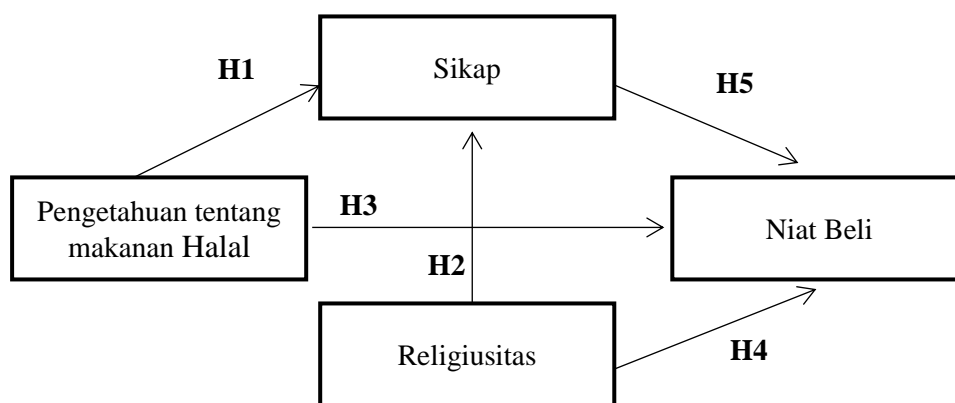 H1
Sikap
H5
Pengetahuan tentang
makanan Halal
H3
Niat Beli
H2
Religiusitas
H4